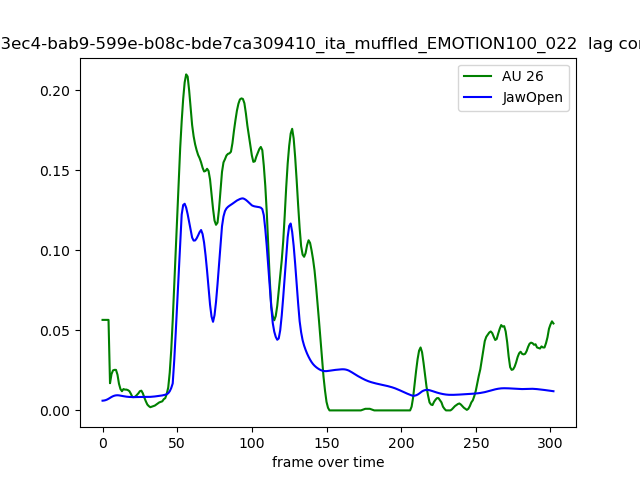 3ec4-bab9-599e-b08c-bde7ca309410_ita_muffled_EMOTION100_022 lag
AU 26
JawOpen
0.20
0.15
0.10
0.05
0.00
0 50 100 150 200 250 300
frame over time